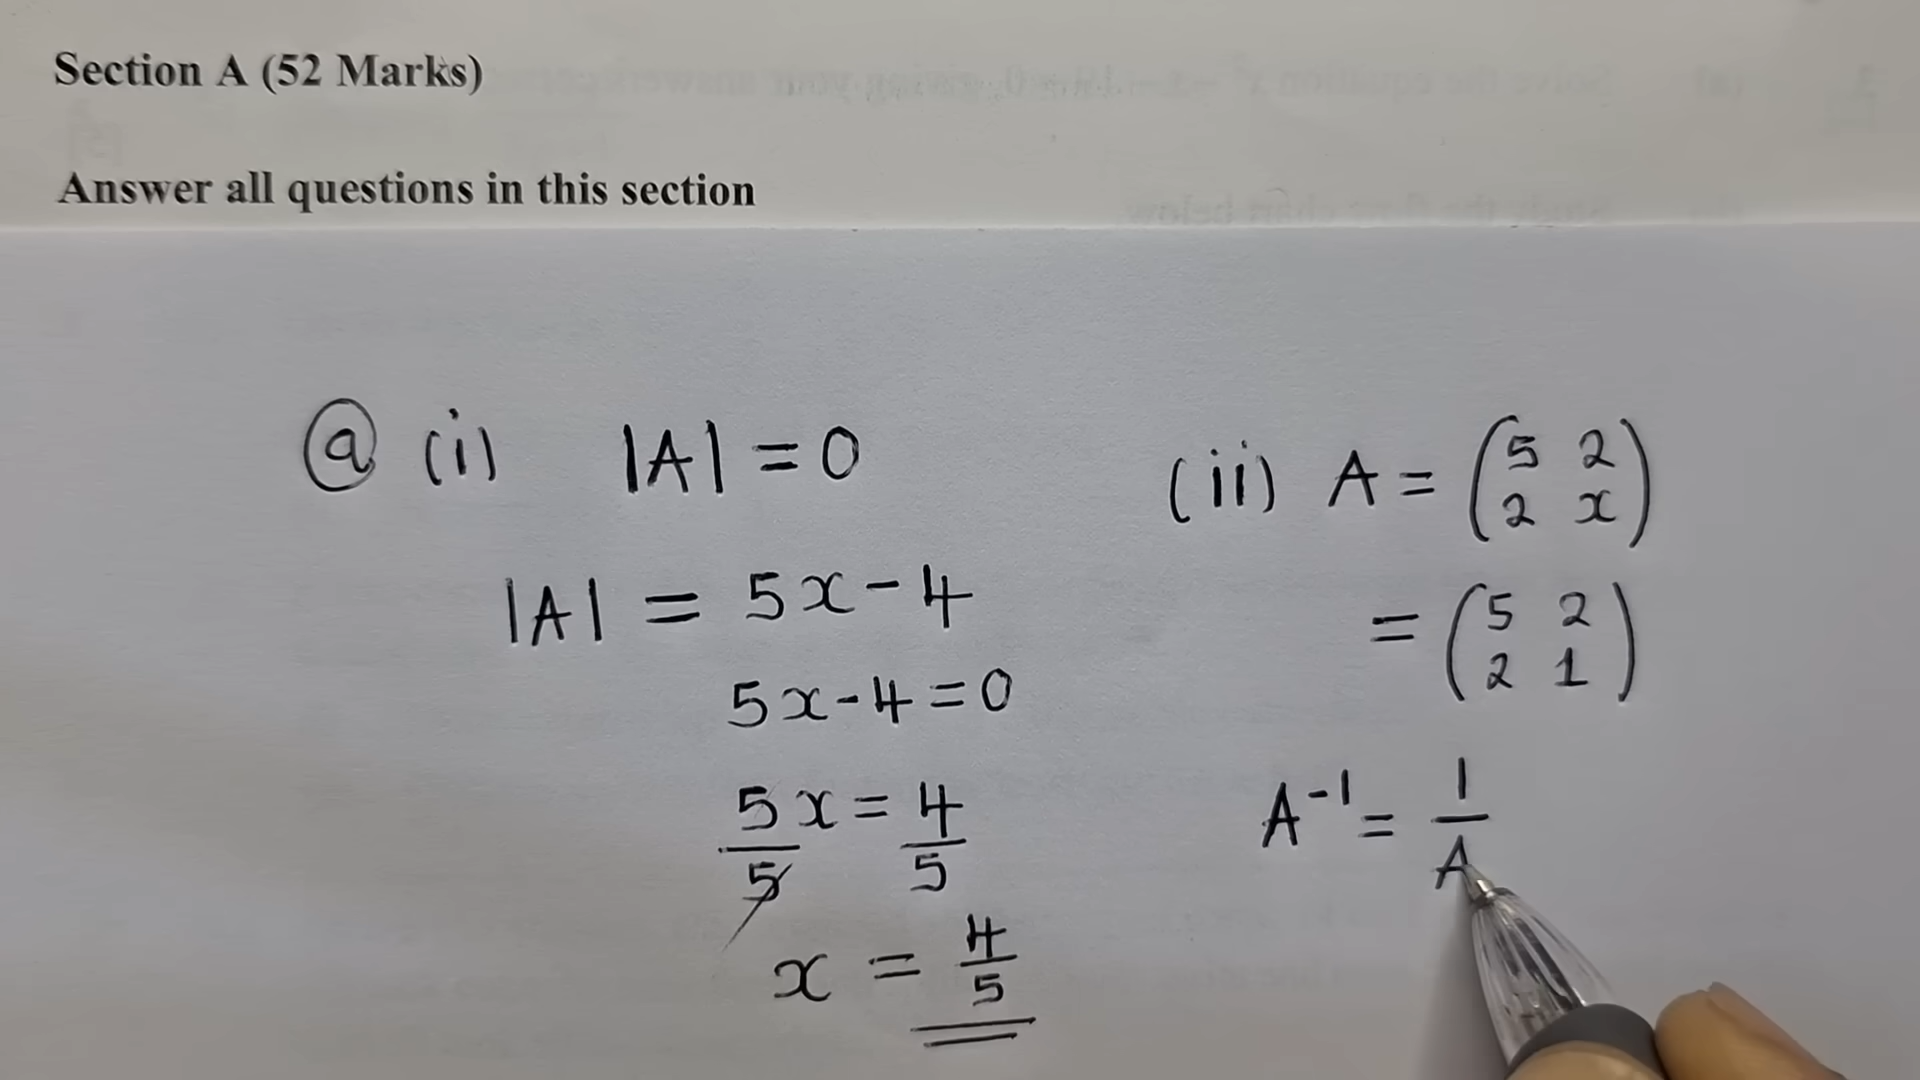 Section A (52 Marks)
Answer all questions in this section
(a) (i) |A| = 0
|A| = 5x - 4
5x - 4 = 0
5x/5 = 4/5
x = 4/5
(ii) A = (5 2
2 x)
= (5 2
2 1)
A⁻¹ = 1/A